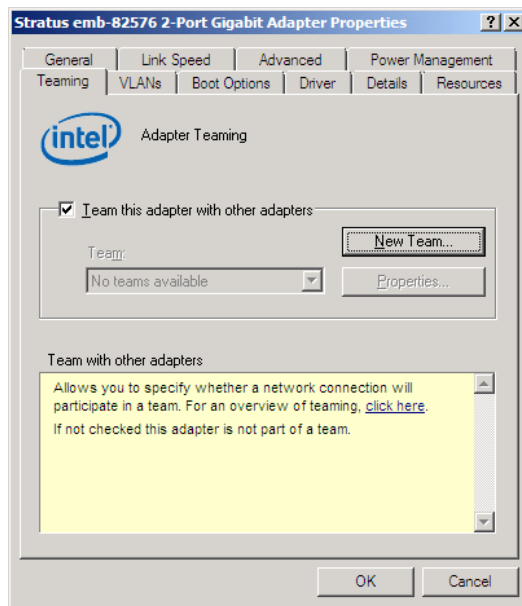 Stratus emb-82576 2-Port Gigabit Adapter Properties
General Link Speed Advanced Power Management
Teaming VLANs Boot Options Driver Details Resources
intel
Adapter Teaming
Team this adapter with other adapters
New Team...
Team:
No teams available
Properties...
Team with other adapters
Allows you to specify whether a network connection will
participate in a team. For an overview of teaming, click here.
If not checked this adapter is not part of a team.
OK Cancel